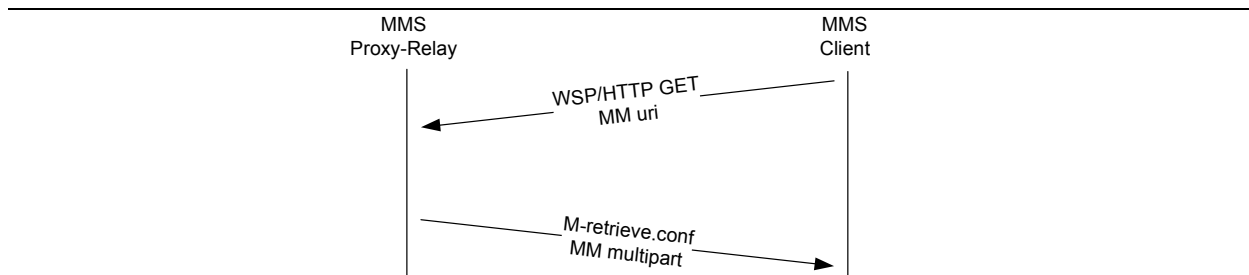 MMS
Proxy-Relay
MMS
Client
WSP/HTTP GET
MM uri
M-retrieve.conf
MM multipart